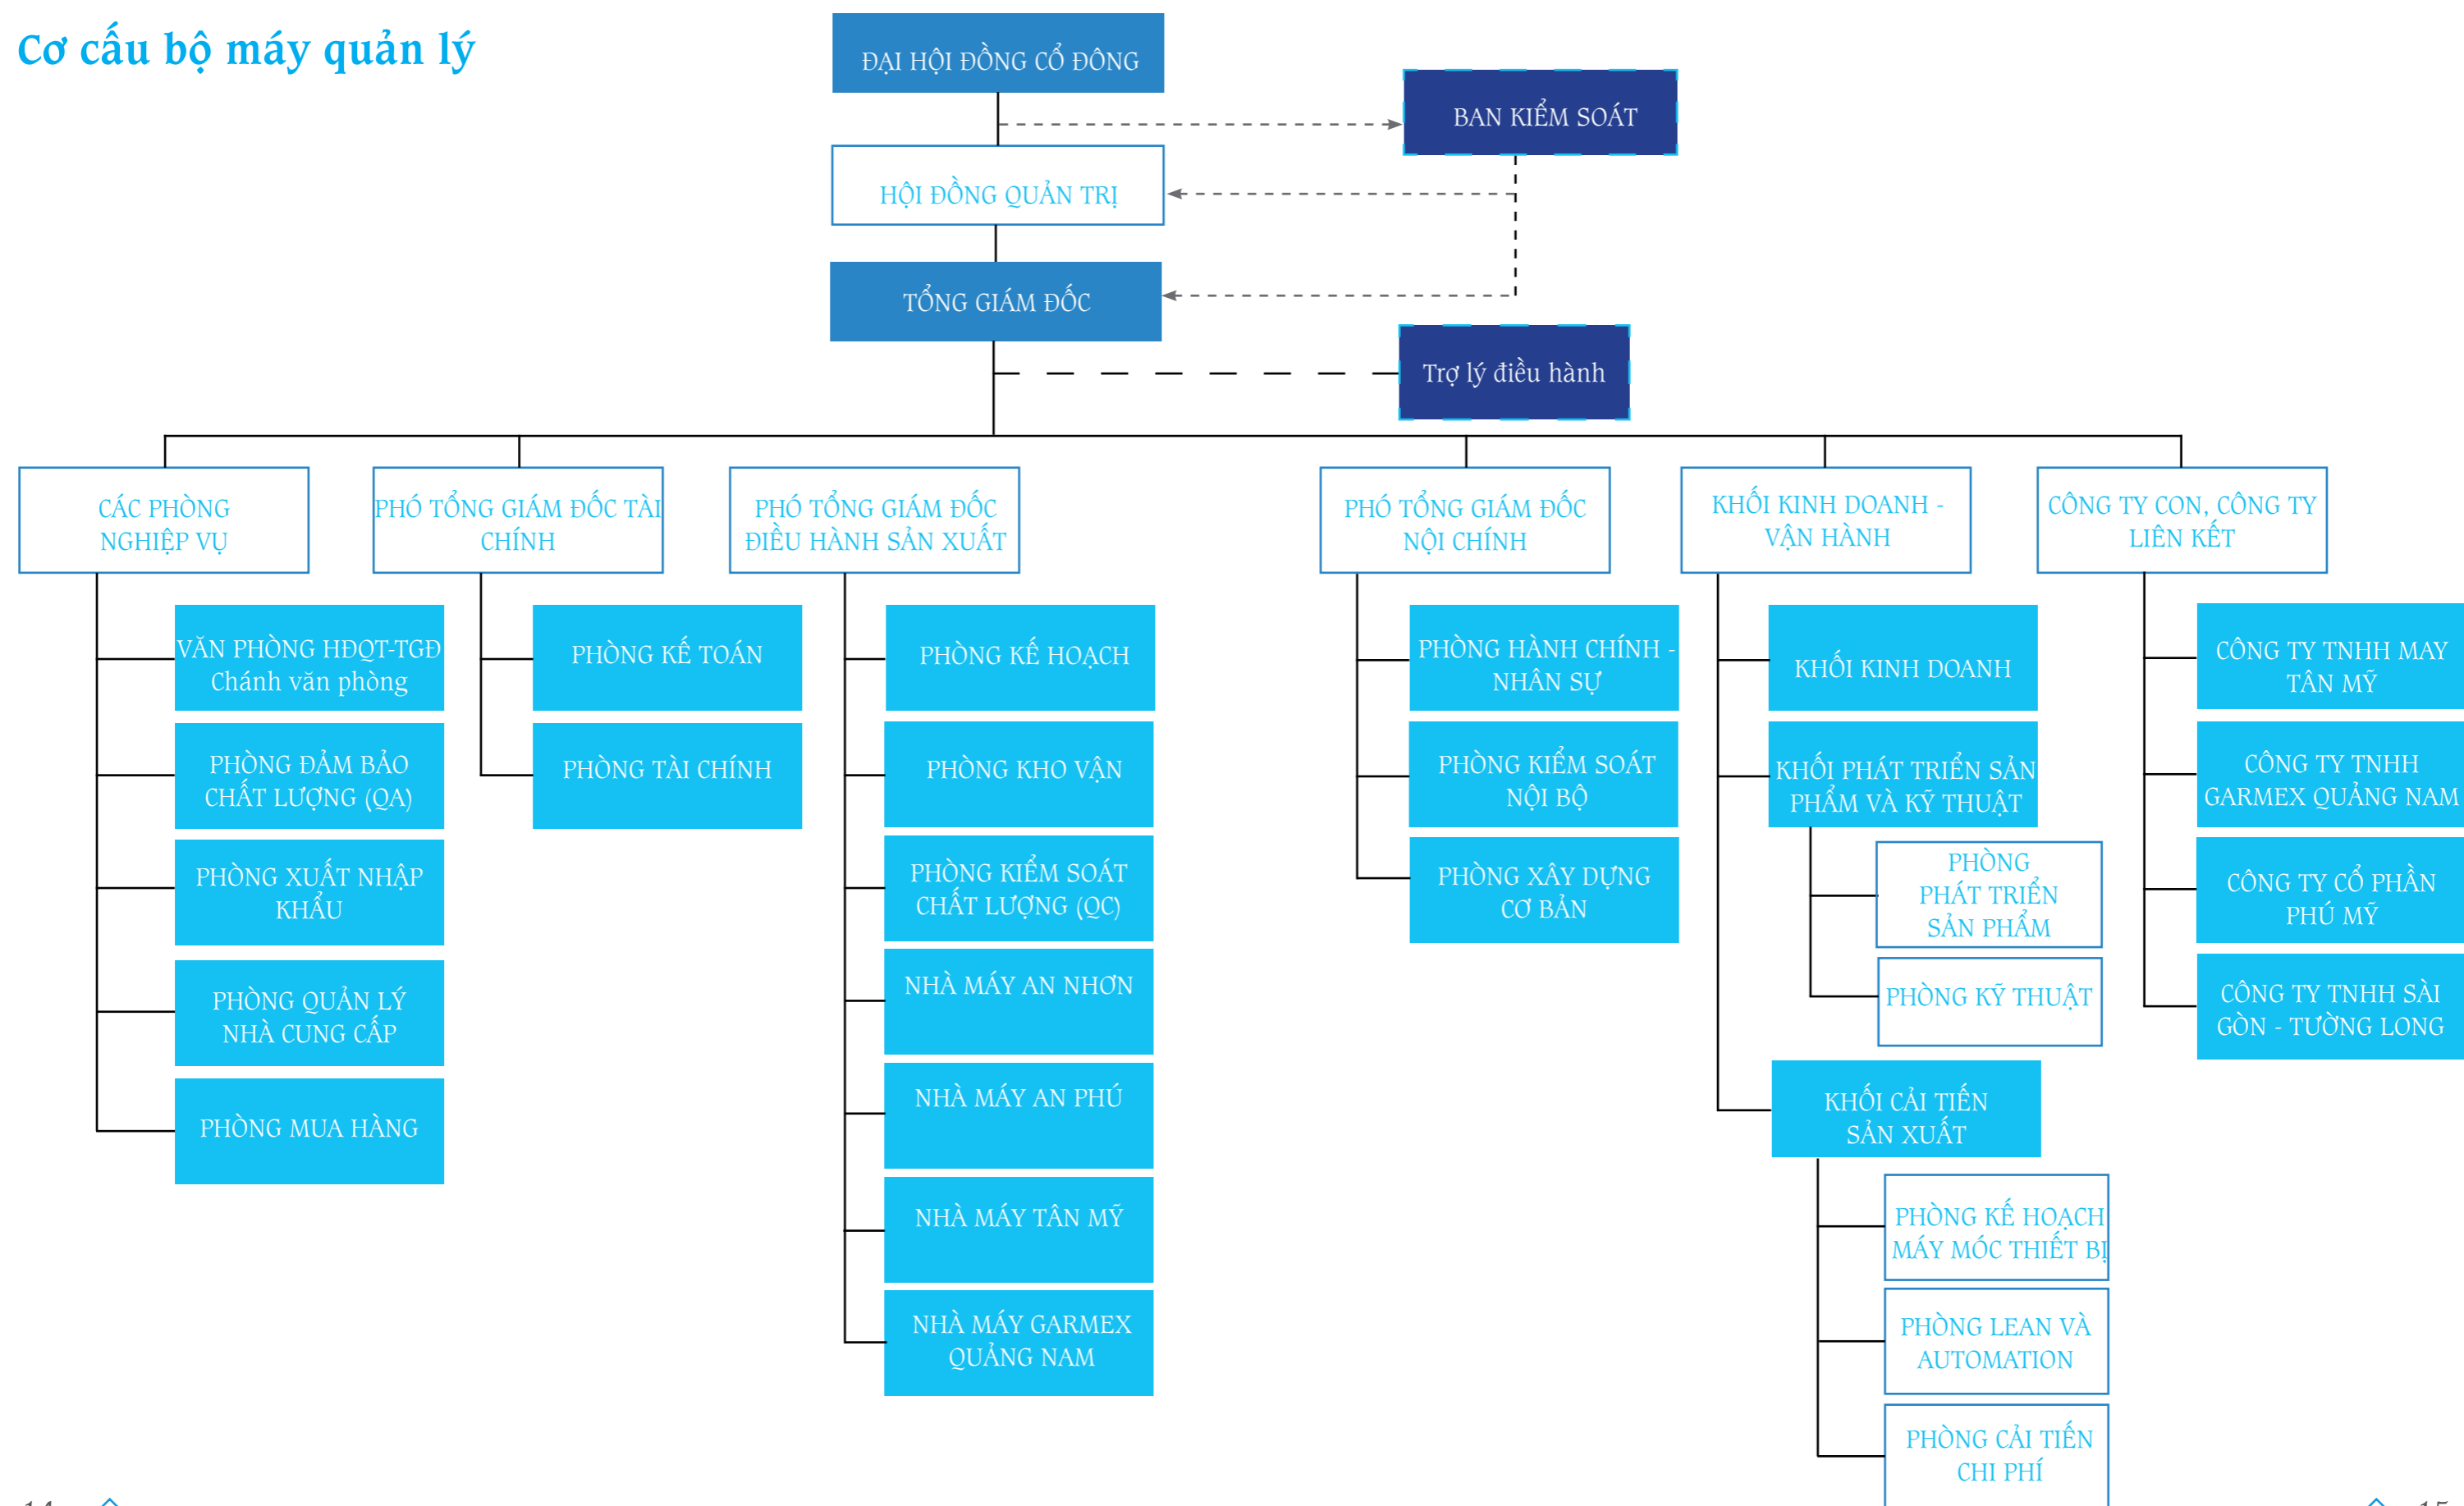 Cơ cấu bộ máy quản lý
ĐẠI HỘI ĐỒNG CỔ ĐÔNG
BAN KIỂM SOÁT
HỘI ĐỒNG QUẢN TRỊ
TỔNG GIÁM ĐỐC
Trợ lý điều hành
CÁC PHÒNG
NGHIỆP VỤ
VĂN PHÒNG HĐQT-TGĐ
Chánh văn phòng
PHÒNG ĐẢM BẢO
CHẤT LƯỢNG (QA)
PHÒNG XUẤT NHẬP
KHẨU
PHÒNG QUẢN LÝ
NHÀ CUNG CẤP
PHÒNG MUA HÀNG
PHÓ TỔNG GIÁM ĐỐC TÀI
CHÍNH
PHÒNG KẾ TOÁN
PHÒNG TÀI CHÍNH
PHÓ TỔNG GIÁM ĐỐC
ĐIỀU HÀNH SẢN XUẤT
PHÒNG KẾ HOẠCH
PHÒNG KHO VẬN
PHÒNG KIỂM SOÁT
CHẤT LƯỢNG (QC)
NHÀ MÁY AN NHƠN
NHÀ MÁY AN PHÚ
NHÀ MÁY TÂN MỸ
NHÀ MÁY GARMEX
QUẢNG NAM
PHÓ TỔNG GIÁM ĐỐC
NỘI CHÍNH
PHÒNG HÀNH CHÍNH -
NHÂN SỰ
PHÒNG KIỂM SOÁT
NỘI BỘ
PHÒNG XÂY DỰNG
CƠ BẢN
KHỐI KINH DOANH -
VẬN HÀNH
KHỐI KINH DOANH
KHỐI PHÁT TRIỂN SẢN
PHẨM VÀ KỸ THUẬT
PHÒNG
PHÁT TRIỂN
SẢN PHẨM
PHÒNG KỸ THUẬT
KHỐI CẢI TIẾN
SẢN XUẤT
PHÒNG KẾ HOẠCH
MÁY MÓC THIẾT BỊ
PHÒNG LEAN VÀ
AUTOMATION
PHÒNG CẢI TIẾN
CHI PHÍ
CÔNG TY CON, CÔNG TY
LIÊN KẾT
CÔNG TY TNHH MAY
TÂN MỸ
CÔNG TY TNHH
GARMEX QUẢNG NAM
CÔNG TY CỔ PHẦN
PHÚ MỸ
CÔNG TY TNHH SÀI
GÒN - TƯỜNG LONG